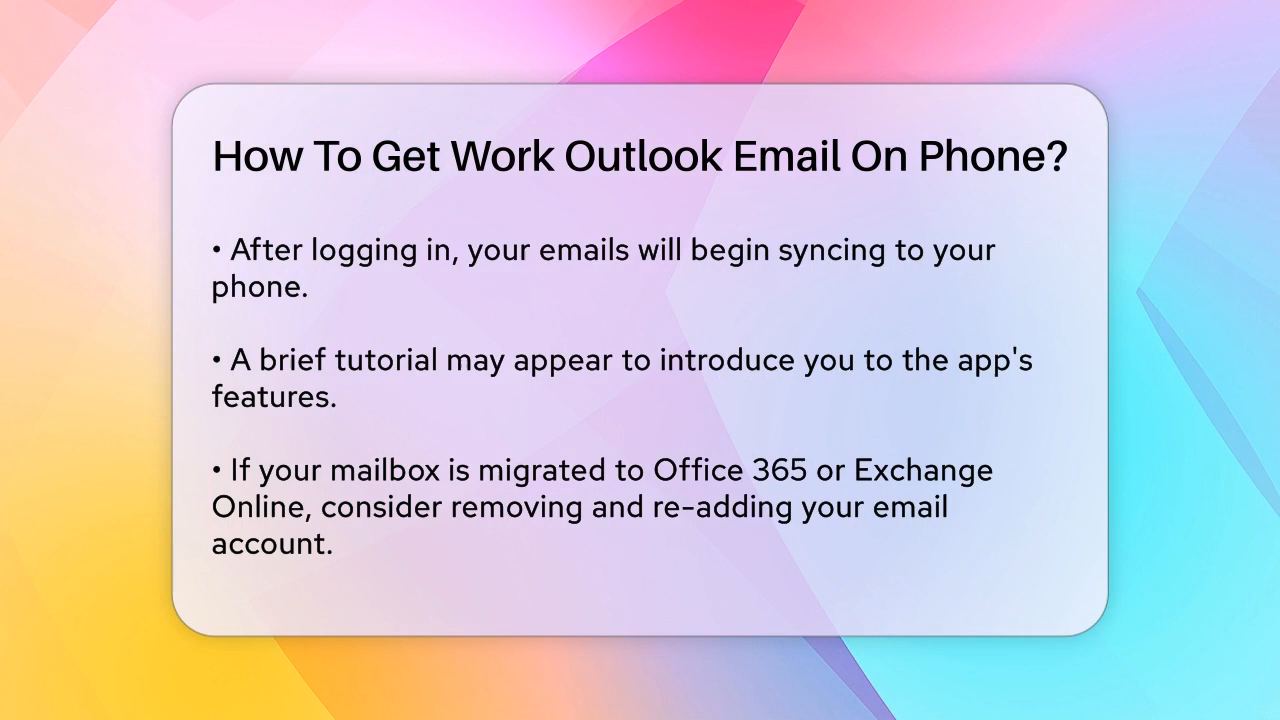 How To Get Work Outlook Email On Phone?
• After logging in, your emails will begin syncing to your
phone.
• A brief tutorial may appear to introduce you to the app's
features.
• If your mailbox is migrated to Office 365 or Exchange
Online, consider removing and re-adding your email
account.